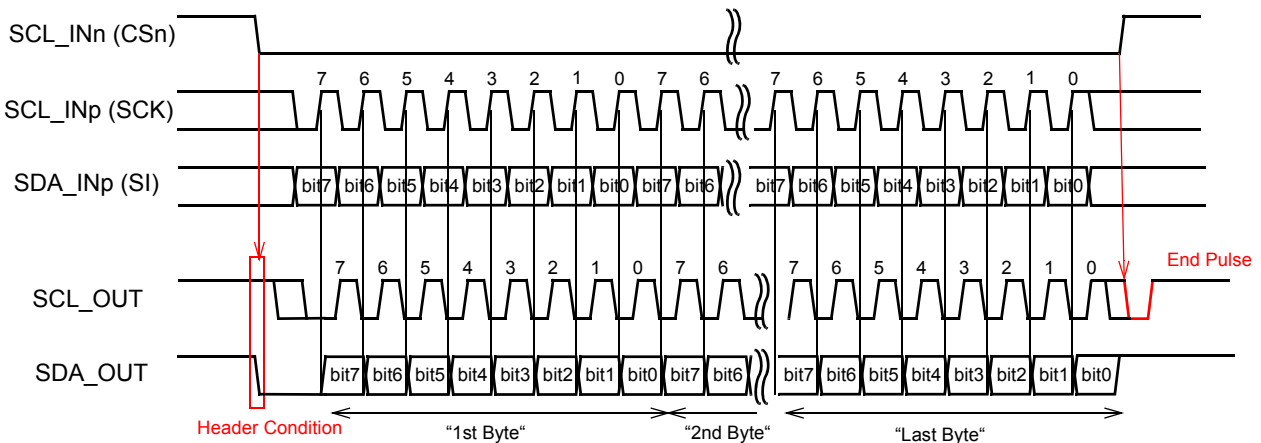 SCL_INn (CSn)
7 6 5 4 3 2 1 0 7 6 7 6 5 4 3 2 1 0
SCL_INp (SCK)
SDA_INp (SI)
bit7 bit6 bit5 bit4 bit3 bit2 bit1 bit0 bit7 bit6 bit7 bit6 bit5 bit4 bit3 bit2 bit1 bit0
7 6 5 4 3 2 1 0 7 6 7 6 5 4 3 2 1 0
End Pulse
SCL_OUT
SDA_OUT
bit7 bit6 bit5 bit4 bit3 bit2 bit1 bit0 bit7 bit6 bit7 bit6 bit5 bit4 bit3 bit2 bit1 bit0
Header Condition
“1st Byte“
“2nd Byte“
“Last Byte“